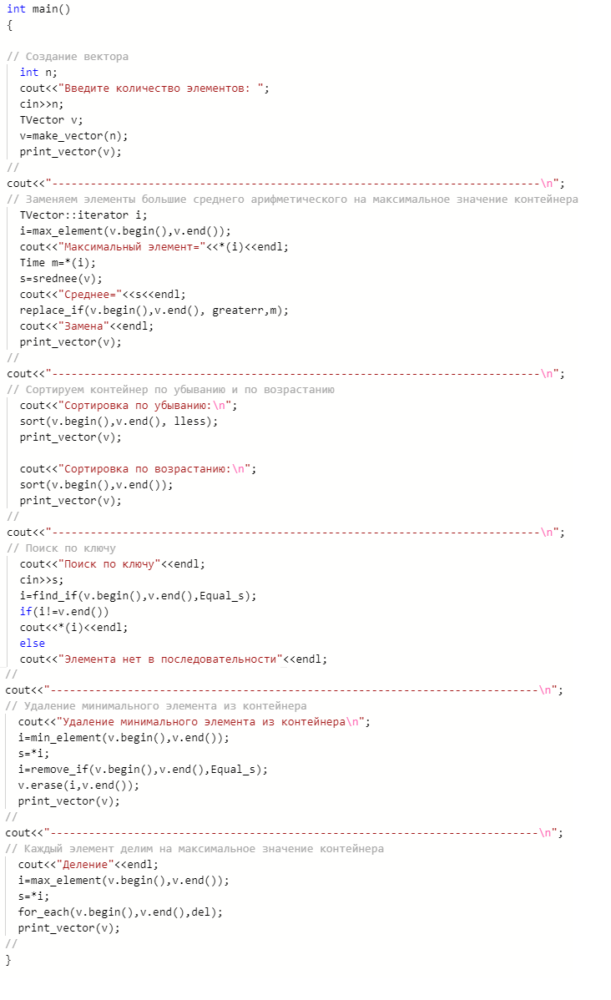 int main()
{
// Создание вектора
int n;
cout<<"Введите количество элементов: ";
cin>>n;
TVector v;
v=make_vector(n);
print_vector(v);
//
cout<<"----------------------------------------------------------------------------\n";
// Заменяем элементы большие среднего арифметического на максимальное значение контейнера
TVector::iterator i;
i=max_element(v.begin(),v.end());
cout<<"Максимальный элемент="<<*(i)<<endl;
Time m=*(i);
s=srednee(v);
cout<<"Среднее="<<s<<endl;
replace_if(v.begin(),v.end(), greaterr,m);
cout<<"Замена"<<endl;
print_vector(v);
//
cout<<"----------------------------------------------------------------------------\n";
// Сортируем контейнер по убыванию и по возрастанию
cout<<"Сортировка по убыванию:\n";
sort(v.begin(),v.end(), lless);
print_vector(v);
cout<<"Сортировка по возрастанию:\n";
sort(v.begin(),v.end());
print_vector(v);
//
cout<<"----------------------------------------------------------------------------\n";
// Поиск по ключу
cout<<"Поиск по ключу"<<endl;
cin>>s;
i=find_if(v.begin(),v.end(),Equal_s);
if(i!=v.end())
cout<<*(i)<<endl;
else
cout<<"Элемента нет в последовательности"<<endl;
//
cout<<"----------------------------------------------------------------------------\n";
// Удаление минимального элемента из контейнера
cout<<"Удаление минимального элемента из контейнера\n";
i=min_element(v.begin(),v.end());
s=*i;
i=remove_if(v.begin(),v.end(),Equal_s);
v.erase(i,v.end());
print_vector(v);
//
cout<<"----------------------------------------------------------------------------\n";
// Каждый элемент делим на максимальное значение контейнера
cout<<"Деление"<<endl;
i=max_element(v.begin(),v.end());
s=*i;
for_each(v.begin(),v.end(),del);
print_vector(v);
//
}